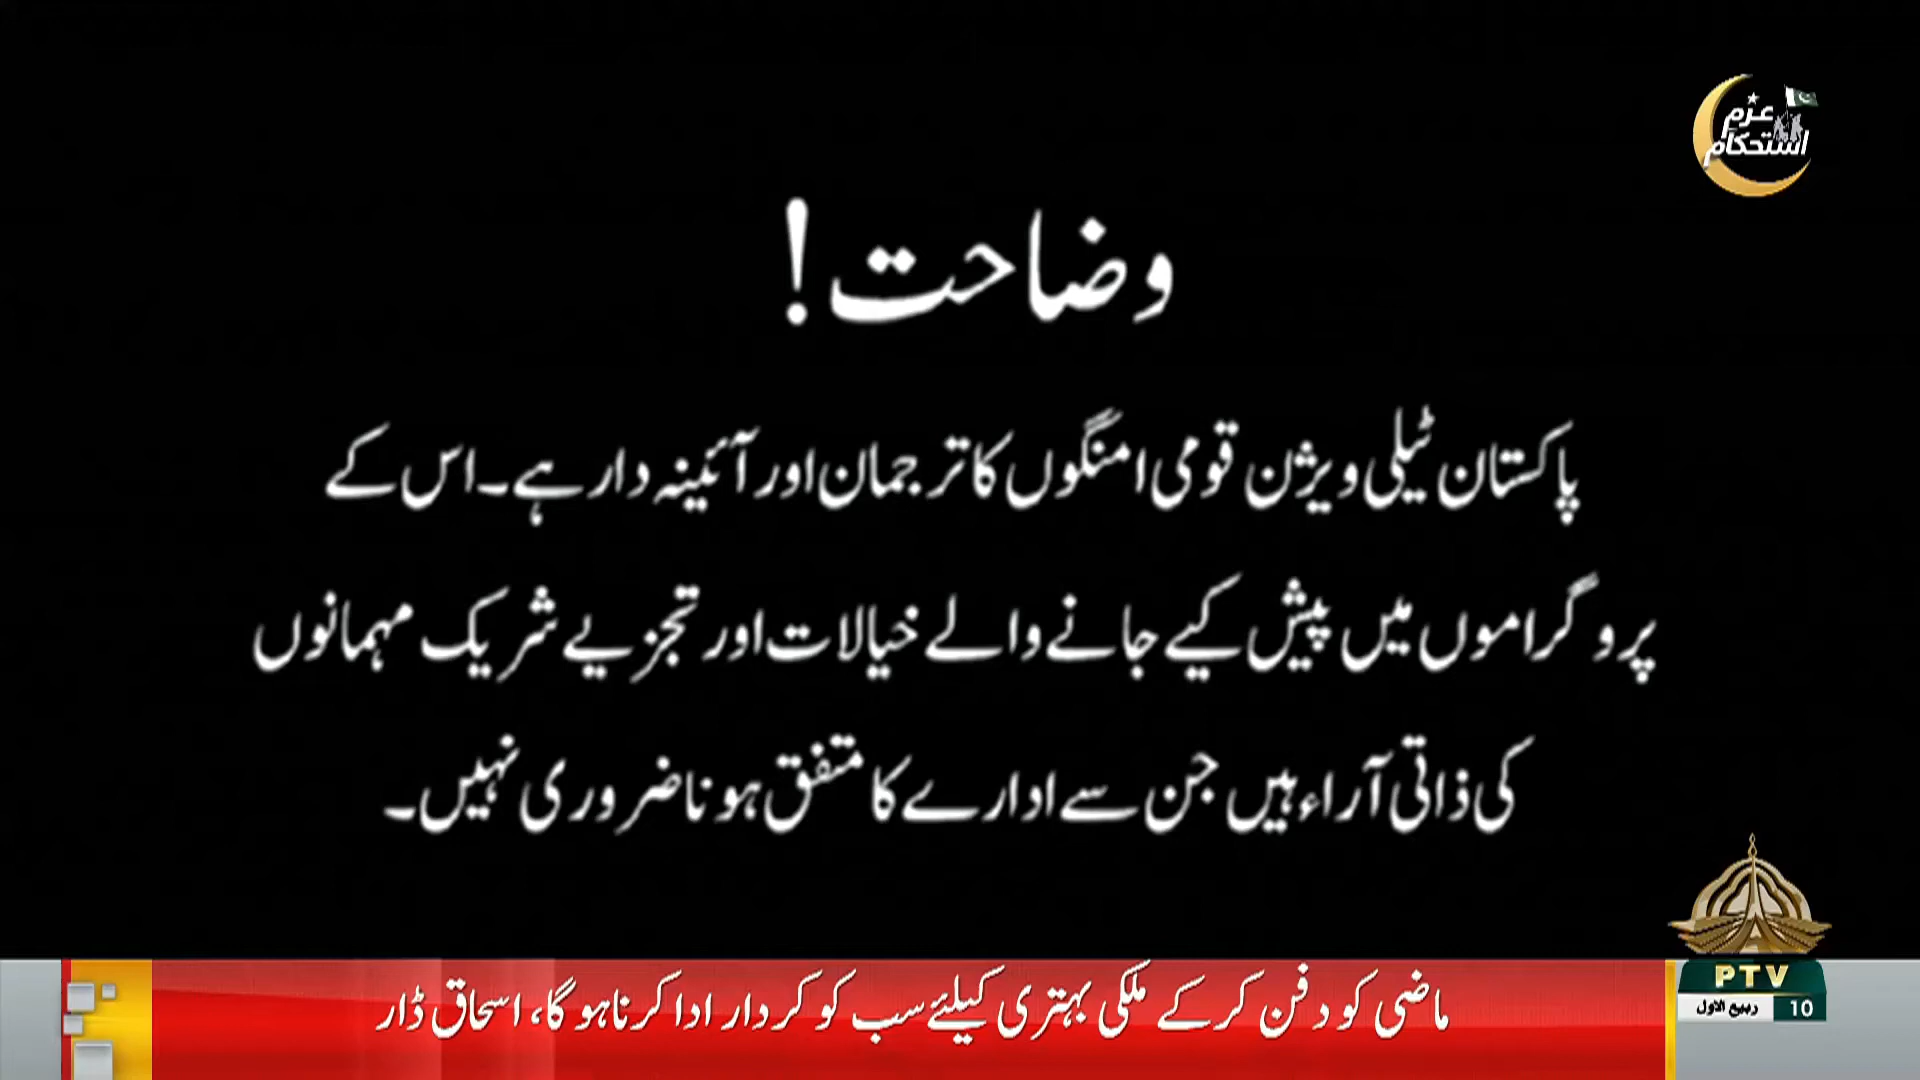 عزم
استحکام
وضاحت!
پاکستان ٹیلی ویژن قومی امنگوں کا ترجمان اور آئینہ دار ہے۔ اس کے
پروگراموں میں پیش کیے جانے والے خیالات اور تجزیے شریک مہمانوں
کی ذاتی آراء ہیں جن سے ادارے کا متفق ہونا ضروری نہیں۔
PTV
10 ربیع الاول
ماضی کو دفن کر کے ملکی بہتری کیلئے سب کو کردار ادا کرنا ہو گا، اسحاق ڈار